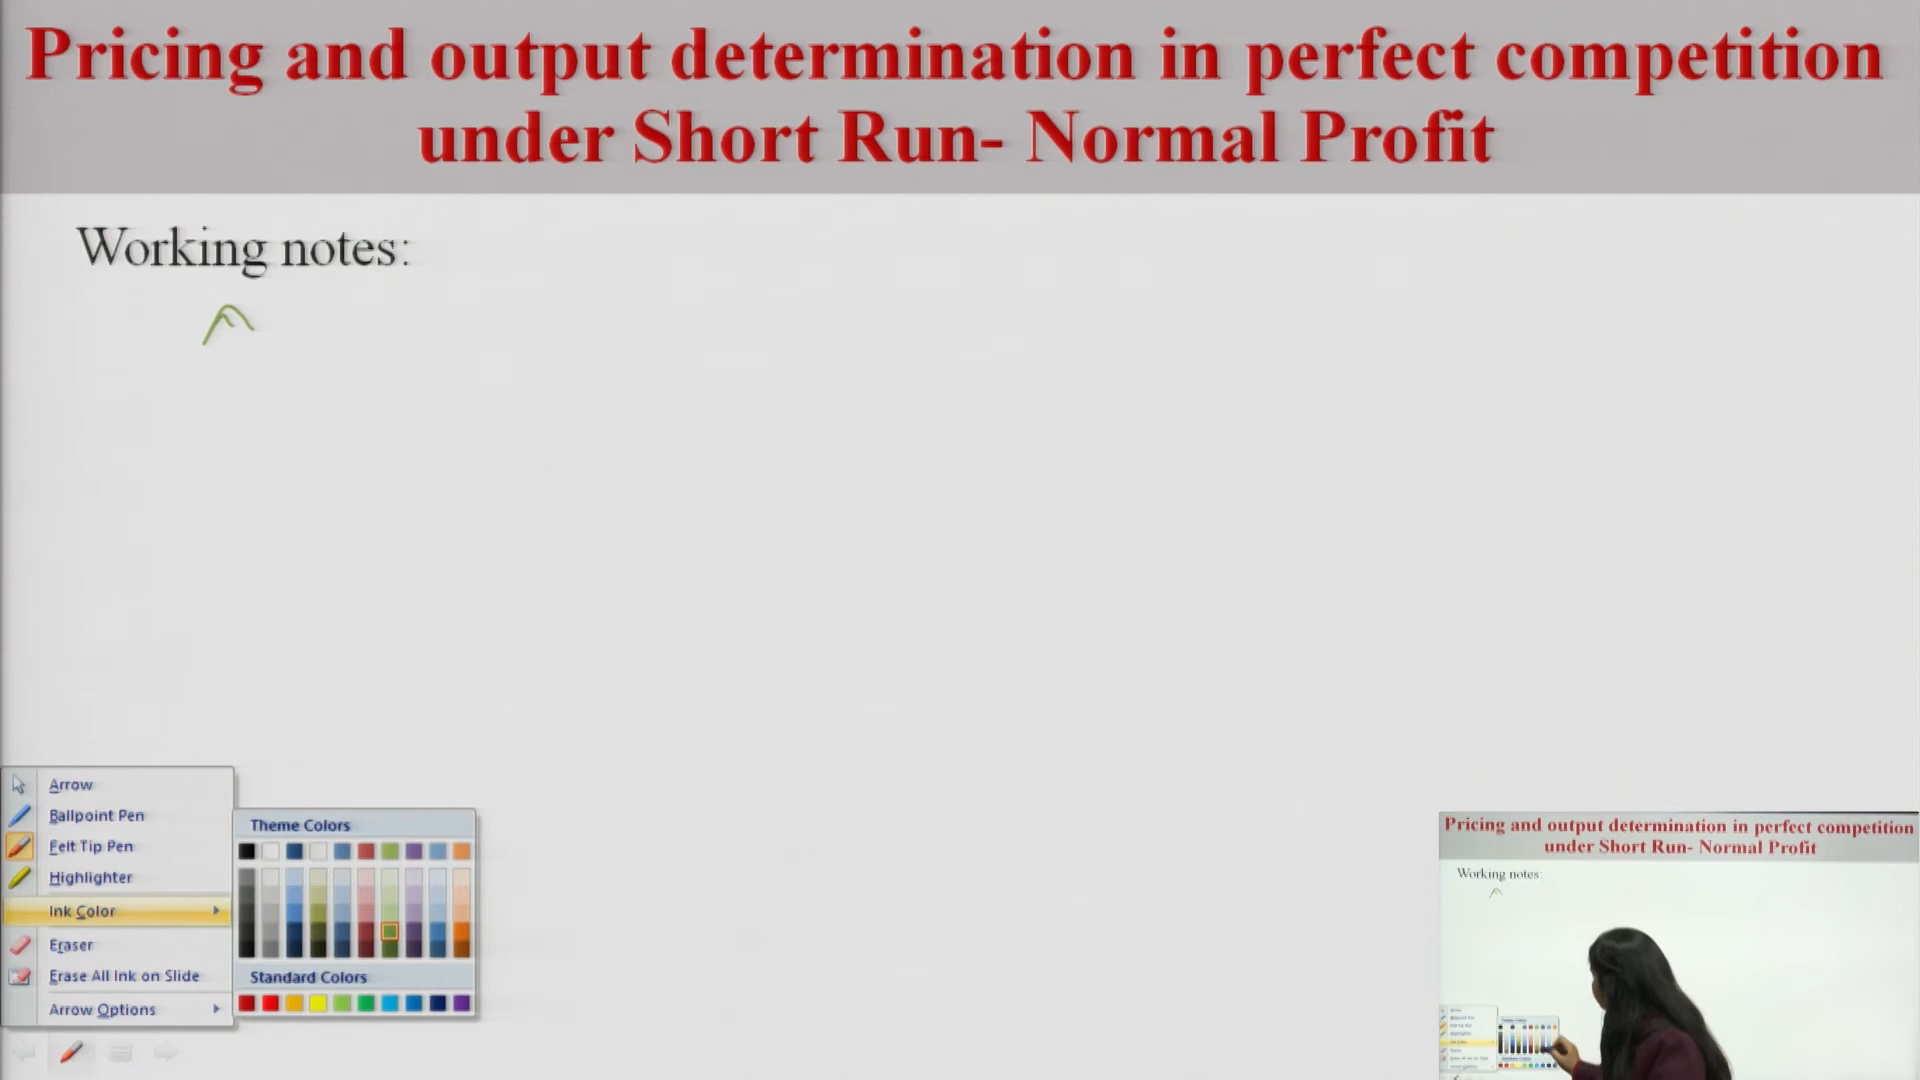 Pricing and output determination in perfect competition
under Short Run- Normal Profit
Working notes:
Arrow
Ballpoint Pen
Felt Tip Pen
Highlighter
Ink Color
Eraser
Erase All Ink on Slide
Arrow Options
Theme Colors
Standard Colors
Pricing and output determination in perfect competition
under Short Run- Normal Profit
Working notes: